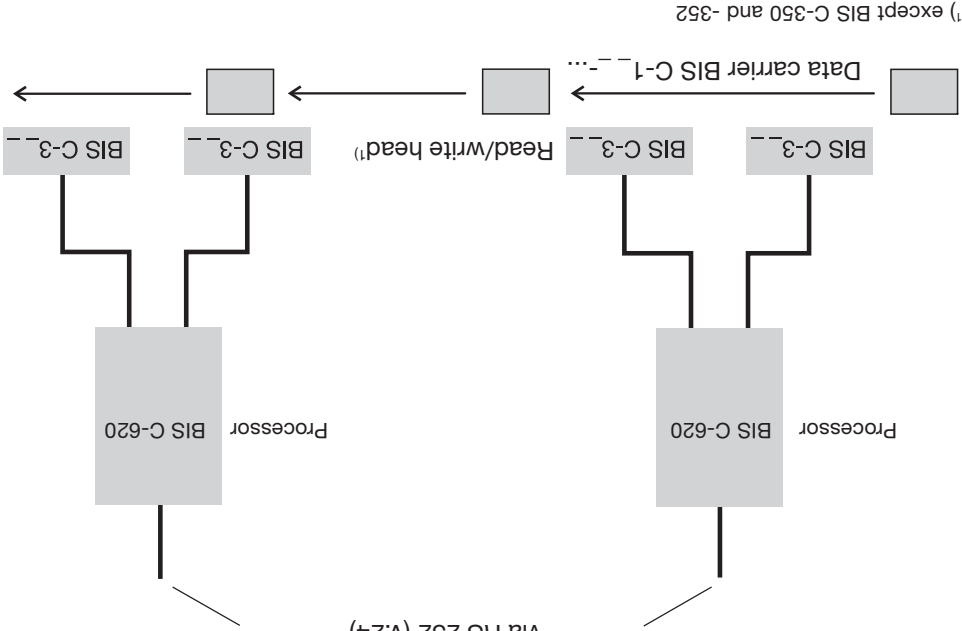 via RS 232 (V.24)
Processor
BIS C-620
Processor
BIS C-620
BIS C-3_ _
BIS C-3_ _
Read/write head¹⁾
BIS C-3_ _
BIS C-3_ _
Data carrier BIS C-1_ _-...
¹) except BIS C-350 and -352